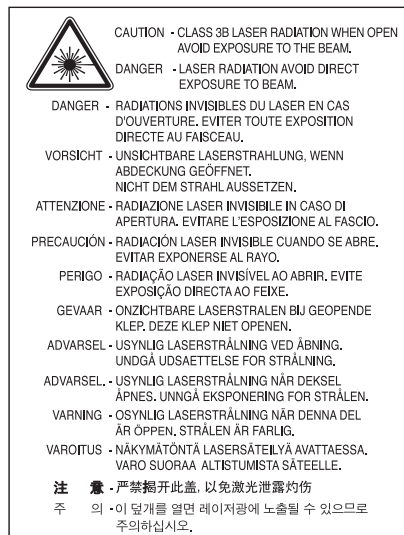 CAUTION - CLASS 3B LASER RADIATION WHEN OPEN
AVOID EXPOSURE TO THE BEAM.
DANGER - LASER RADIATION AVOID DIRECT
EXPOSURE TO BEAM.
DANGER - RADIATIONS INVISIBLES DU LASER EN CAS
D'OUVERTURE. EVITER TOUTE EXPOSITION
DIRECTE AU FAISCEAU.
VORSICHT - UNSICHTBARE LASERSTRAHLUNG, WENN
ABDECKUNG GEÖFFNET.
NICHT DEM STRAHL AUSSETZEN.
ATTENZIONE - RADIAZIONE LASER INVISIBILE IN CASO DI
APERTURA. EVITARE L'ESPOSIZIONE AL FASCIO.
PRECAUCIÓN - RADIACIÓN LASER INVISIBLE CUANDO SE ABRE.
EVITAR EXPONERSE AL RAYO.
PERIGO - RADIAÇÃO LASER INVISÍVEL AO ABRIR. EVITE
EXPOSIÇÃO DIRECTA AO FEIXE.
GEVAAR - ONZICHTBARE LASERSTRALEN BIJ GEOPENDE
KLEP. DEZE KLEP NIET OPENEN.
ADVARSEL - USYNLIG LASERSTRÅLNING VED ÅBNING.
UNDGÅ UDSAETTELSE FOR STRÅLNING.
ADVARSEL. - USYNLIG LASERSTRÅLNING NÅR DEKSEL
ÅPNES. UNNGÅ EKSPONERING FOR STRÅLEN.
VARNING - OSYNLIG LASERSTRÅLNING NÄR DENNA DEL
ÄR ÖPPEN. STRÅLEN ÄR FARLIG.
VAROITUS - NÄKYMÄTÖNTÄ LASERSÄTEILYÄ AVATTAESSA.
VARO SUORAA ALTISTUMISTA SÄTEELLE.
注 意 - 严禁揭开此盖, 以免激光泄露灼伤
주 의 - 이 덮개를 열면 레이저광에 노출될 수 있으므로
주의하십시오.